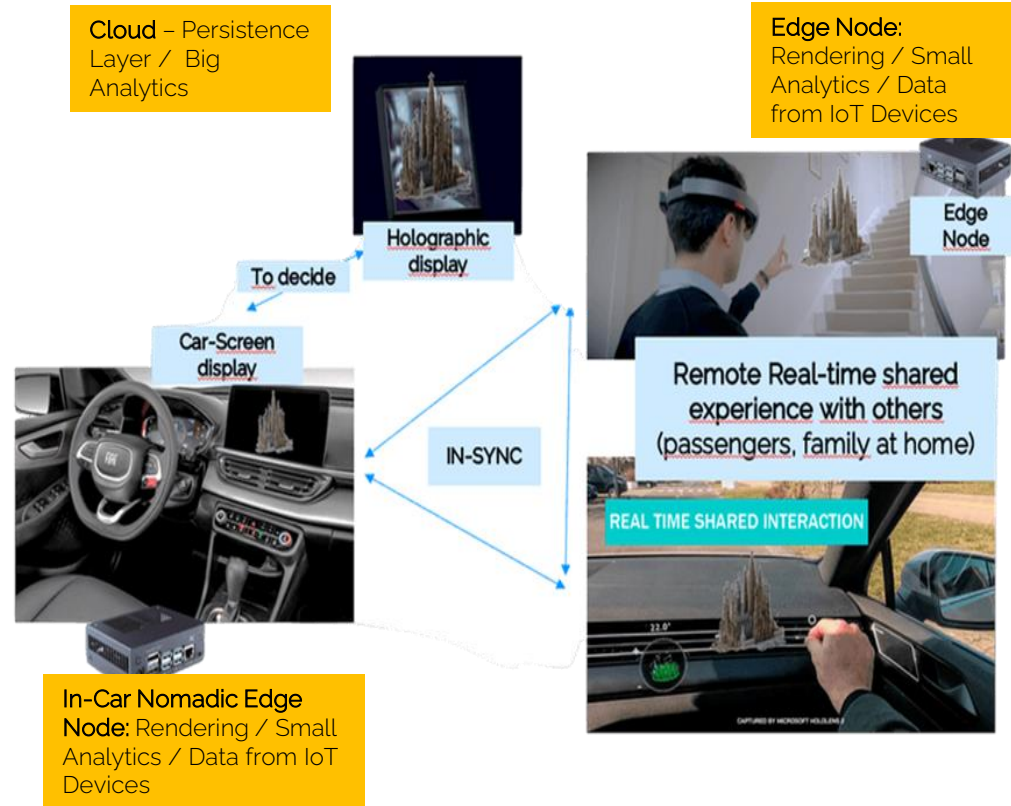 Cloud – Persistence
Layer / Big
Analytics
Edge Node:
Rendering / Small
Analytics / Data
from IoT Devices
Edge
Node
Holographic
display
To decide
Car-Screen
display
Remote Real-time shared
experience with others
(passengers, family at home)
IN-SYNC
REAL TIME SHARED INTERACTION
FIAT
22.0°
CAPTURED BY MICROSOFT HOLOLENS 2
In-Car Nomadic Edge
Node: Rendering / Small
Analytics / Data from IoT
Devices